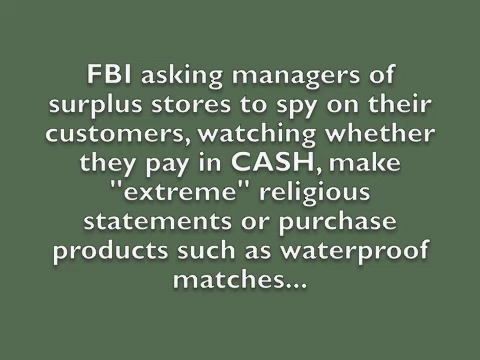 FBI asking managers of
surplus stores to spy on their
customers, watching whether
they pay in CASH, make
"extreme" religious
statements or purchase
products such as waterproof
matches...